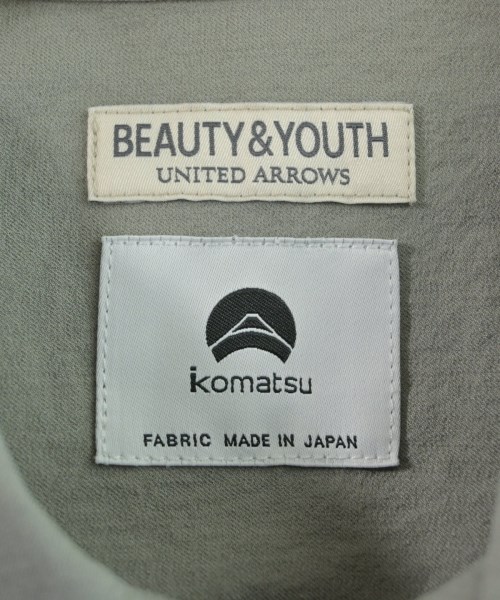 BEAUTY&YOUTH
UNITED ARROWS
komatsu
FABRIC MADE IN JAPAN